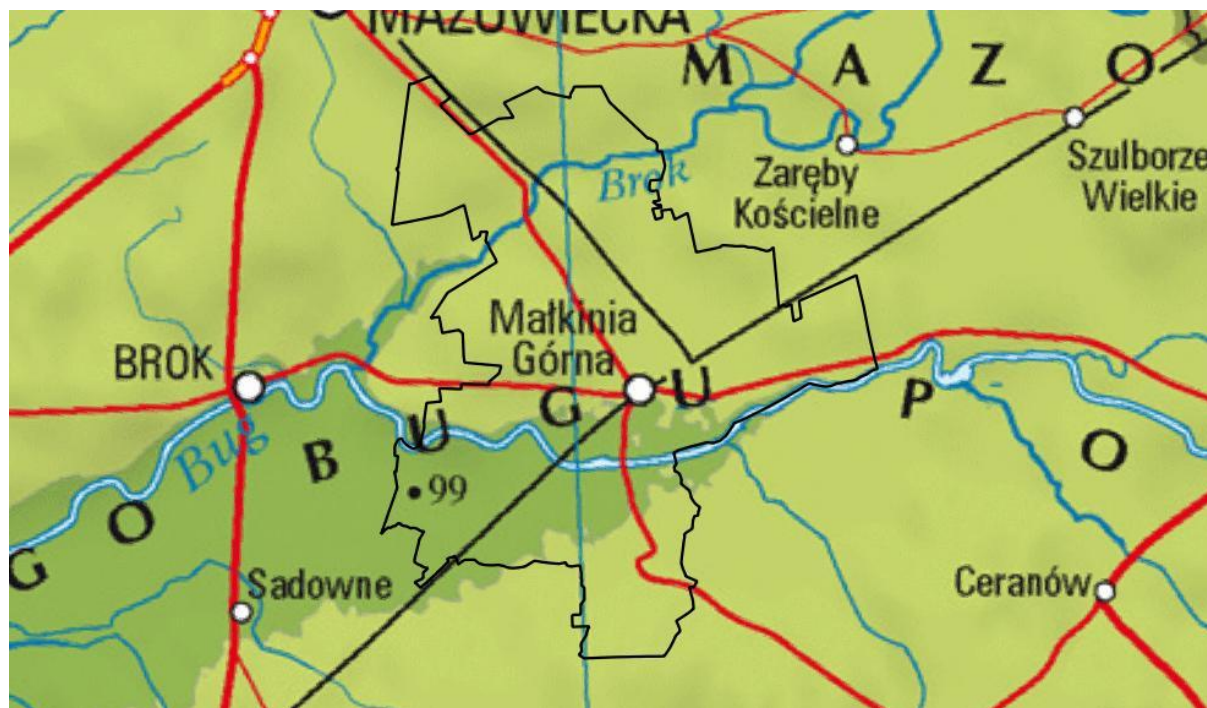 MAZOWIECKA
M A Z O
Brok
Zaręby
Kościelne
Szulborze
Wielkie
Małkinia
Górna
BROK
Bug
G O B U G U P O
99
Sadowne
Ceranów